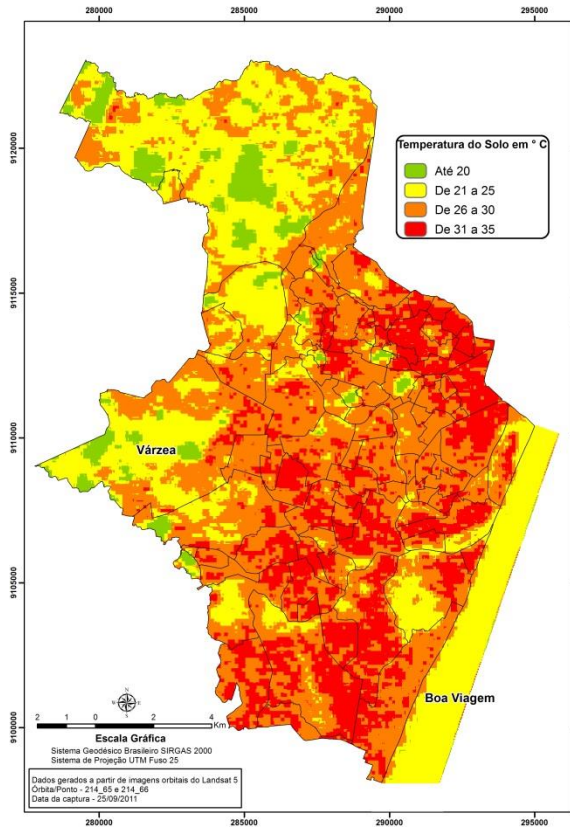 280000 285000 290000 295000
9120000
9115000
9110000
9105000
9100000
Temperatura do Solo em ° C
Até 20
De 21 a 25
De 26 a 30
De 31 a 35
Várzea
Boa Viagem
N
2 1 0 2 4
Km
Escala Gráfica
Sistema Geodésico Brasileiro SIRGAS 2000
Sistema de Projeção UTM Fuso 25
Dados gerados a partir de imagens orbitais do Landsat 5
Órbita/Ponto - 214_65 e 214_66
Data da captura - 25/09/2011
280000 285000 290000 295000